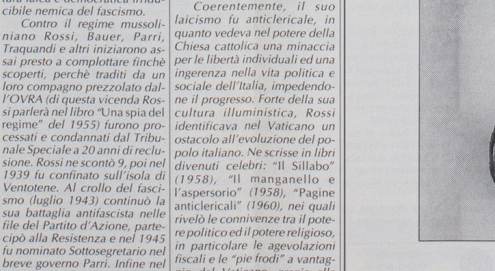 cibile nemica del fascismo.
Contro il regime mussoli-
niano Rossi, Bauer, Parri,
Traquandi e altri iniziarono as-
sai presto a complottare finchè
scoperti, perchè traditi da un
loro compagno prezzolato dal-
l'OVRA (di questa vicenda Ros-
si parlerà nel libro "Una spia del
regime" del 1955) furono pro-
cessati e condannati dal Tribu-
nale Speciale a 20 anni di reclu-
sione. Rossi ne scontò 9, poi nel
1939 fu confinato sull'isola di
Ventotene. Al crollo del fasci-
smo (luglio 1943) continuò la
sua battaglia antifascista nelle
file del Partito d'Azione, parte-
cipò alla Resistenza e nel 1945
fu nominato Sottosegretario nel
breve governo Parri. Infine nel
Coerentemente, il suo
laicismo fu anticlericale, in
quanto vedeva nel potere della
Chiesa cattolica una minaccia
per le libertà individuali ed una
ingerenza nella vita politica e
sociale dell'Italia, impedendo-
ne il progresso. Forte della sua
cultura illuministica, Rossi
identificava nel Vaticano un
ostacolo all'evoluzione del po-
polo italiano. Ne scrisse in libri
divenuti celebri: "Il Sillabo"
(1958), "Il manganello e
l'aspersorio" (1958), "Pagine
anticlericali" (1960), nei quali
rivelò le connivenze tra il pote-
re politico ed il potere religioso,
in particolare le agevolazioni
fiscali e le "pie frodi" a vantag-